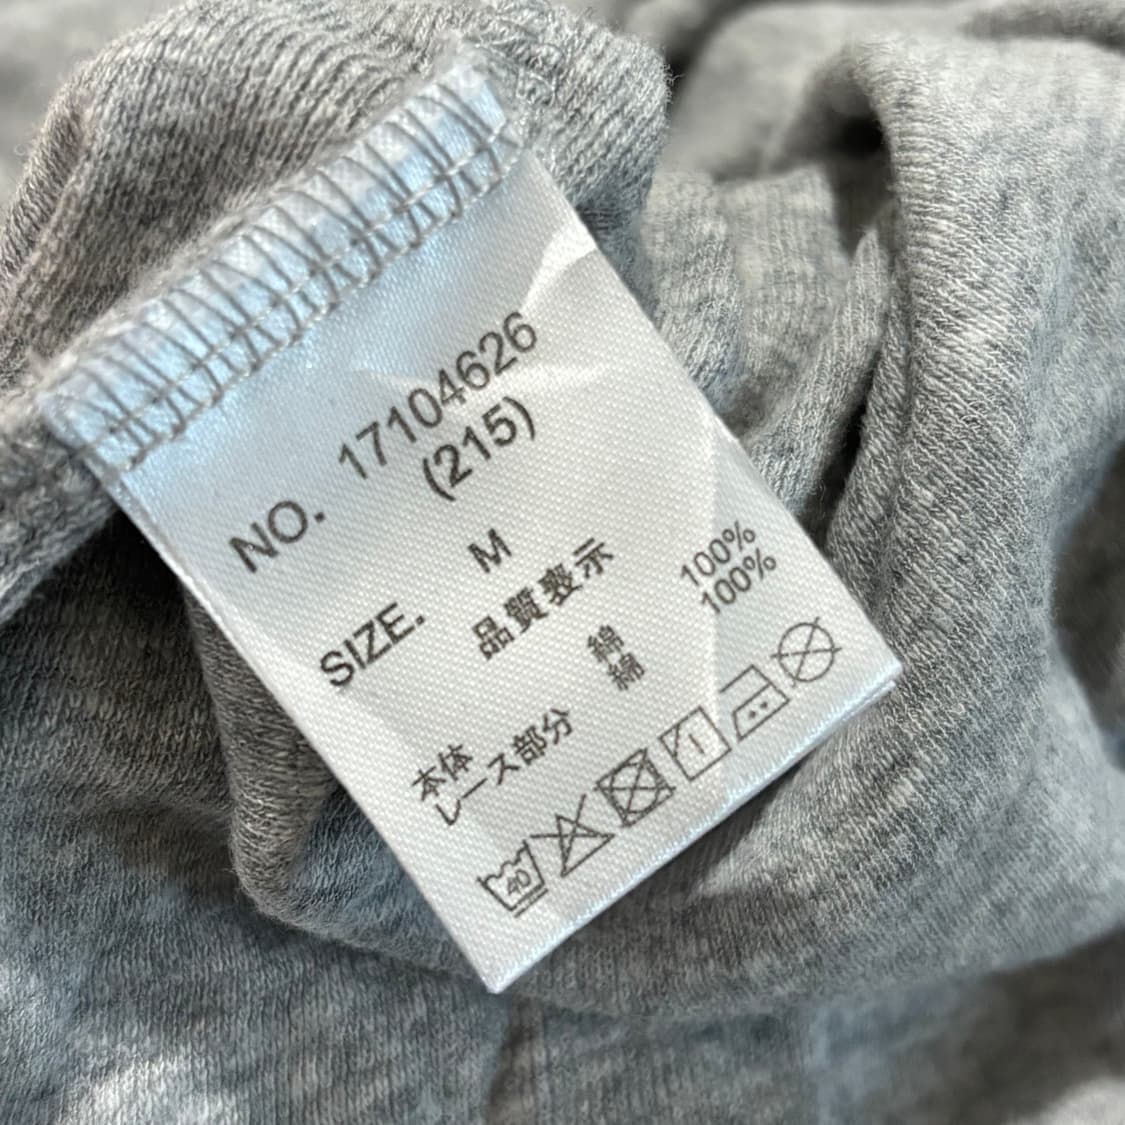 NO. 17104626
(215)
SIZE. M
品質表示
本体 綿 100%
レース部分 綿 100%
40